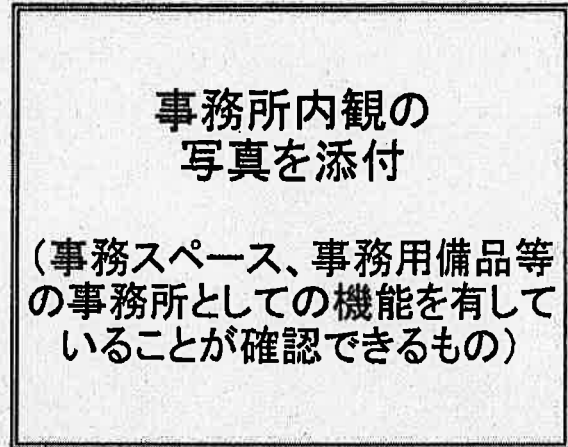 事務所内観の
写真を添付
(事務スペース、事務用備品等
の事務所としての機能を有して
いることが確認できるもの)